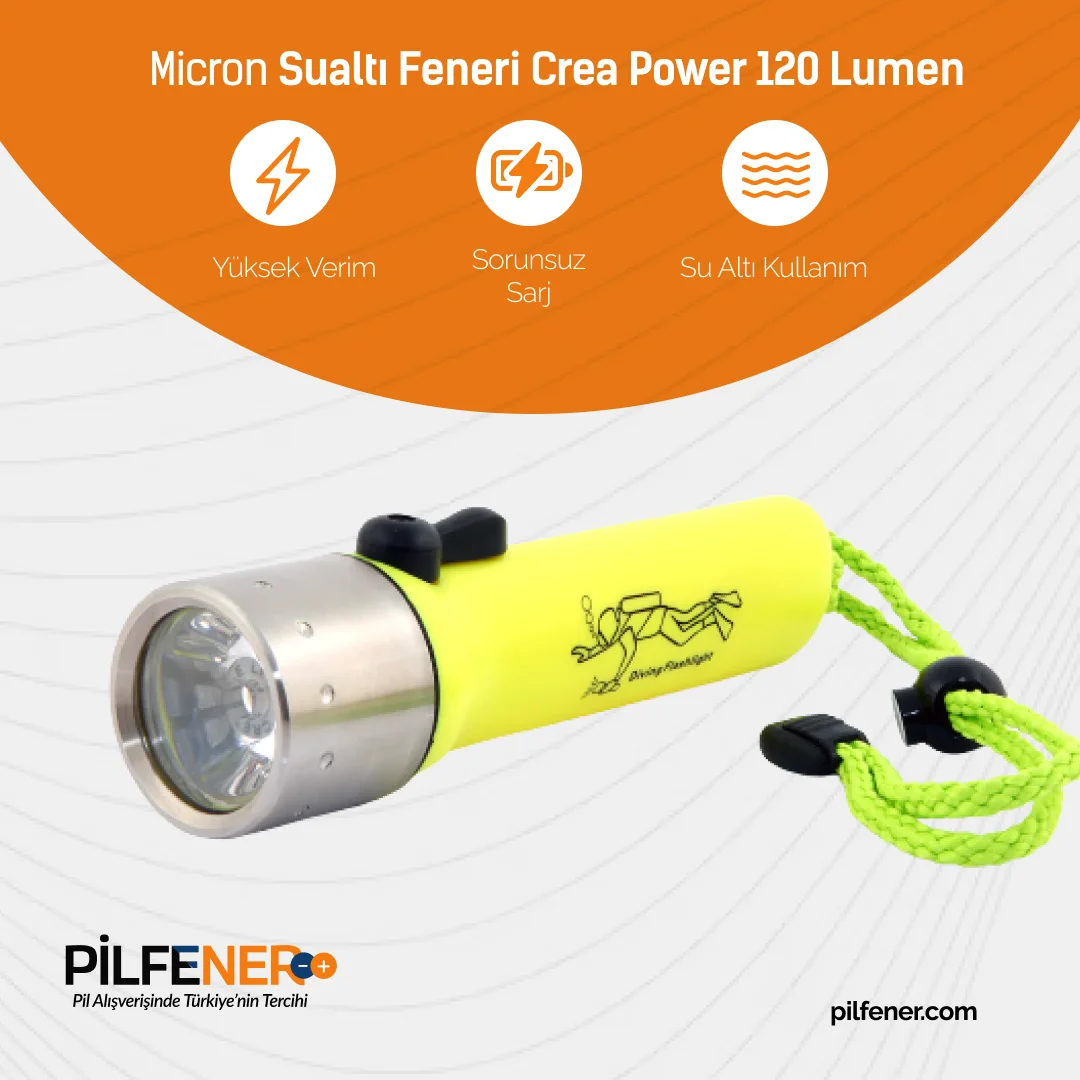 Micron Sualtı Feneri Crea Power 120 Lumen
Yüksek Verim
Sorunsuz
Sarj
Su Altı Kullanım
Diving Flashlight
PİLFENER
Pil Alışverişinde Türkiye'nin Tercihi
pilfener.com